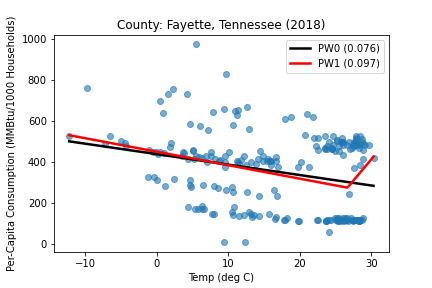 County: Fayette, Tennessee (2018)
Per-Capita Consumption (MMBtu/1000 Households)
1000
800
600
400
200
0
PW0 (0.076)
PW1 (0.097)
−10
0
10
20
30
Temp (deg C)